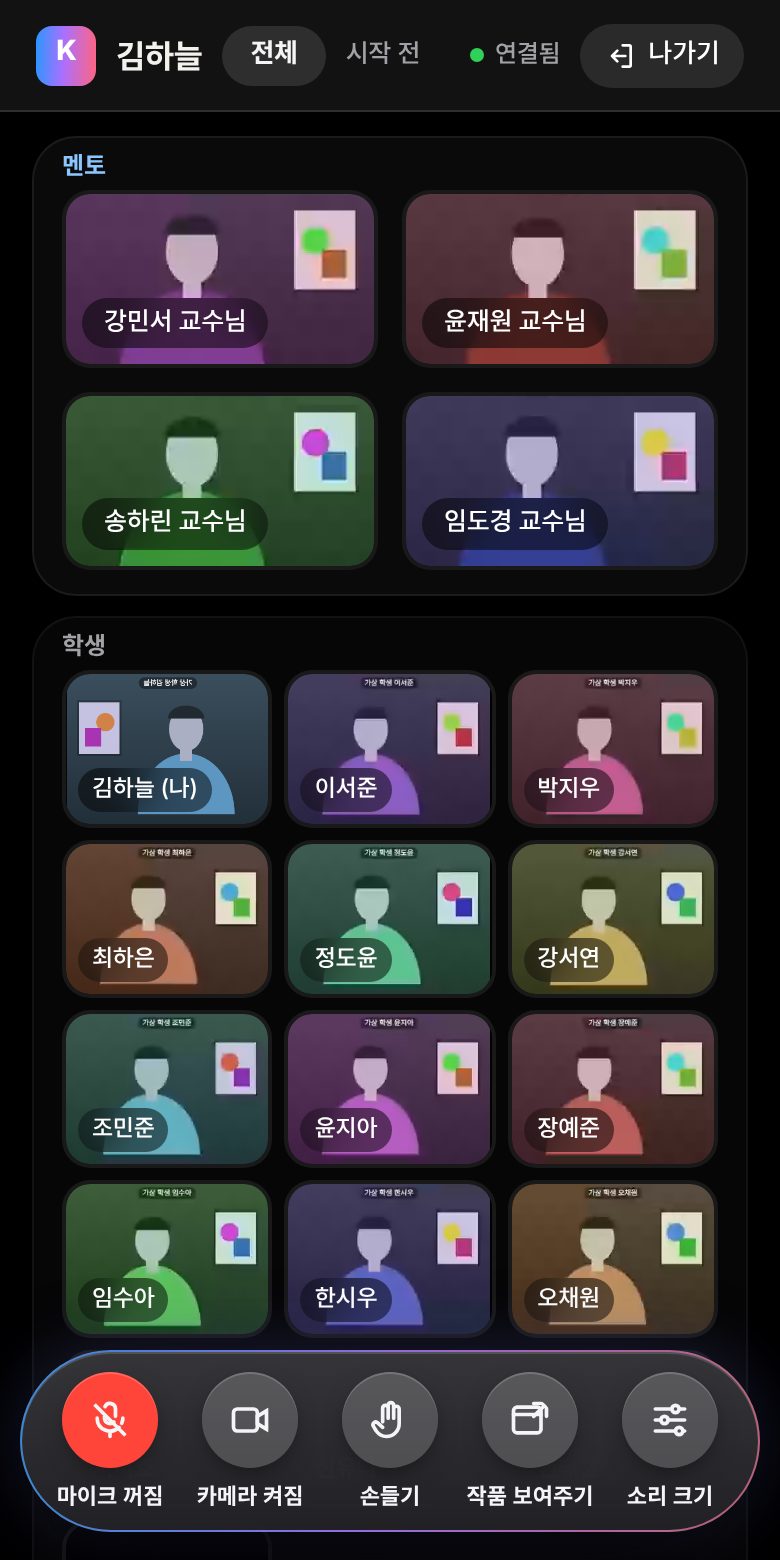 K 김하늘 전체 시작 전 연결됨 나가기
멘토
강민서 교수님 윤재원 교수님
송하린 교수님 임도경 교수님
학생
가상 학생 이서준 가상 학생 박지우
김하늘 (나) 이서준 박지우
가상 학생 최하은 가상 학생 정도윤 가상 학생 강서연
최하은 정도윤 강서연
가상 학생 조민준 가상 학생 윤지아 가상 학생 장예준
조민준 윤지아 장예준
가상 학생 임수아 가상 학생 한시우 가상 학생 오채원
임수아 한시우 오채원
마이크 꺼짐 카메라 켜짐 손들기 작품 보여주기 소리 크기